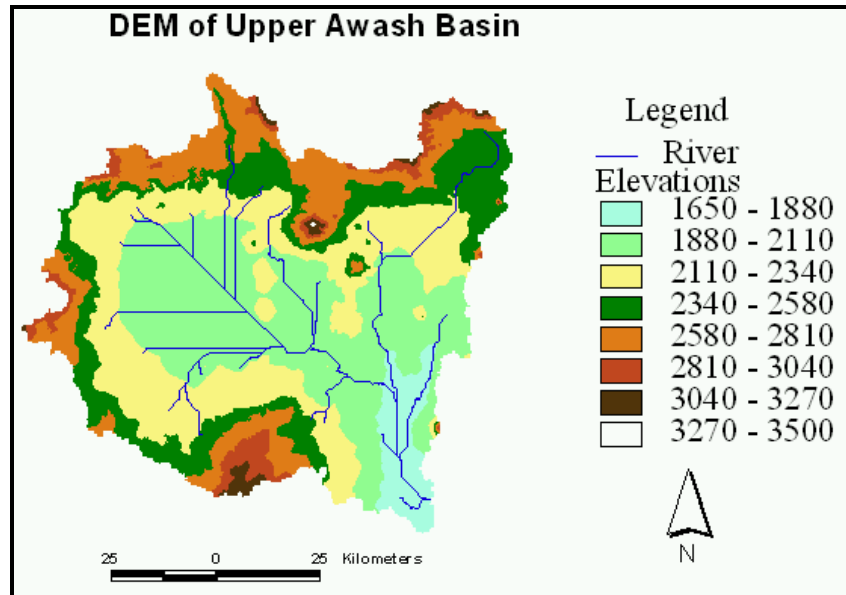 DEM of Upper Awash Basin
Legend
River
Elevations
1650 - 1880
1880 - 2110
2110 - 2340
2340 - 2580
2580 - 2810
2810 - 3040
3040 - 3270
3270 - 3500
N
25 0 25 Kilometers